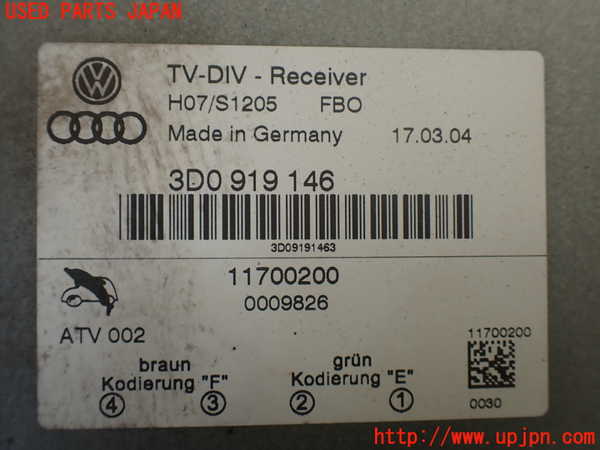 USED PARTS JAPAN
TV-DIV - Receiver
H07/S1205 FBO
Made in Germany 17.03.04
3D0 919 146
3D09191463
11700200
0009826
ATV 002
11700200
braun grün
Kodierung "F" Kodierung "E"
4 3 2 1
0030
http://www.upjpn.com